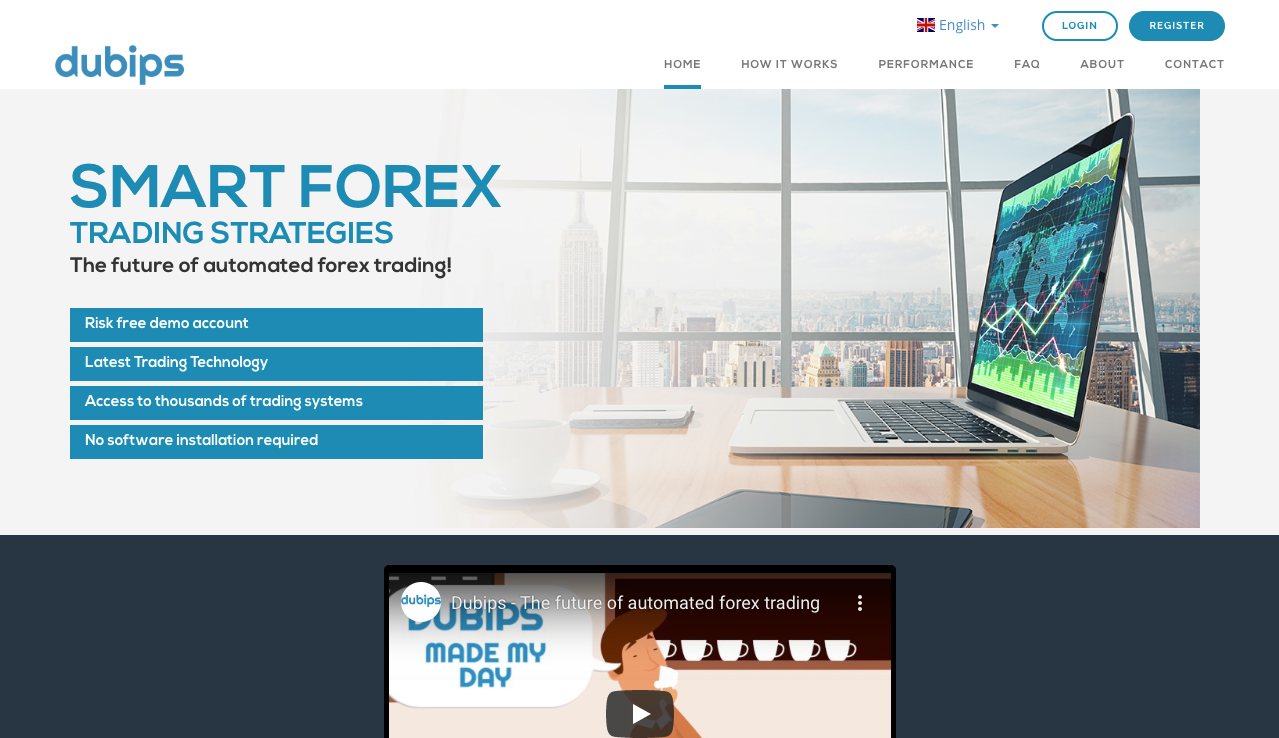 English
LOGIN
REGISTER
dubips
HOME
HOW IT WORKS
PERFORMANCE
FAQ
ABOUT
CONTACT
SMART FOREX
TRADING STRATEGIES
The future of automated forex trading!
Risk free demo account
Latest Trading Technology
Access to thousands of trading systems
No software installation required
dubips
Dubips - The future of automated forex trading
DUBIPS
MADE MY
DAY